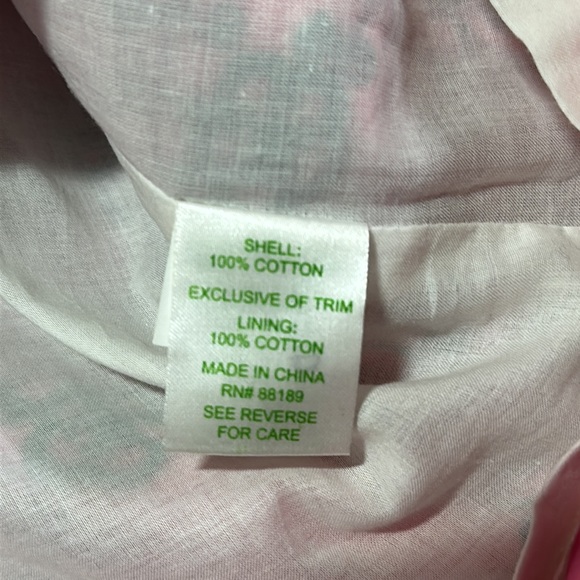 SHELL:
100% COTTON
EXCLUSIVE OF TRIM
LINING:
100% COTTON
MADE IN CHINA
RN# 88189
SEE REVERSE
FOR CARE